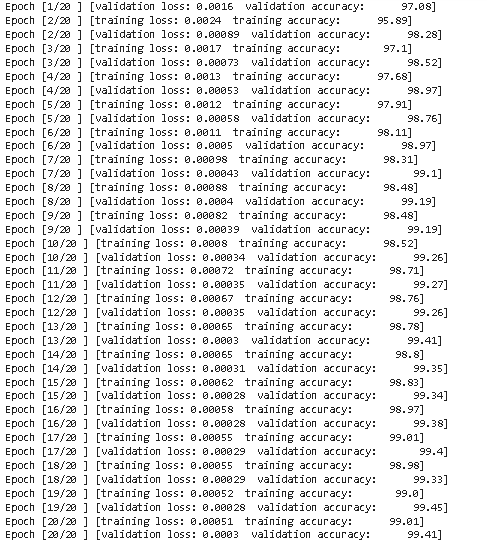 Epoch [1/20 ] [validation loss: 0.0016  validation accuracy:     97.08]
Epoch [2/20 ] [training loss: 0.0024  training accuracy:     95.89]
Epoch [2/20 ] [validation loss: 0.00089  validation accuracy:     98.28]
Epoch [3/20 ] [training loss: 0.0017  training accuracy:     97.1]
Epoch [3/20 ] [validation loss: 0.00073  validation accuracy:     98.52]
Epoch [4/20 ] [training loss: 0.0013  training accuracy:     97.68]
Epoch [4/20 ] [validation loss: 0.00053  validation accuracy:     98.97]
Epoch [5/20 ] [training loss: 0.0012  training accuracy:     97.91]
Epoch [5/20 ] [validation loss: 0.00058  validation accuracy:     98.76]
Epoch [6/20 ] [training loss: 0.0011  training accuracy:     98.11]
Epoch [6/20 ] [validation loss: 0.0005  validation accuracy:     98.97]
Epoch [7/20 ] [training loss: 0.00098  training accuracy:     98.31]
Epoch [7/20 ] [validation loss: 0.00043  validation accuracy:     99.1]
Epoch [8/20 ] [training loss: 0.00088  training accuracy:     98.48]
Epoch [8/20 ] [validation loss: 0.0004  validation accuracy:     99.19]
Epoch [9/20 ] [training loss: 0.00082  training accuracy:     98.48]
Epoch [9/20 ] [validation loss: 0.00039  validation accuracy:     99.19]
Epoch [10/20 ] [training loss: 0.0008  training accuracy:     98.52]
Epoch [10/20 ] [validation loss: 0.00034  validation accuracy:     99.26]
Epoch [11/20 ] [training loss: 0.00072  training accuracy:     98.71]
Epoch [11/20 ] [validation loss: 0.00035  validation accuracy:     99.27]
Epoch [12/20 ] [training loss: 0.00067  training accuracy:     98.76]
Epoch [12/20 ] [validation loss: 0.00035  validation accuracy:     99.26]
Epoch [13/20 ] [training loss: 0.00065  training accuracy:     98.78]
Epoch [13/20 ] [validation loss: 0.0003  validation accuracy:     99.41]
Epoch [14/20 ] [training loss: 0.00065  training accuracy:     98.8]
Epoch [14/20 ] [validation loss: 0.00031  validation accuracy:     99.35]
Epoch [15/20 ] [training loss: 0.00062  training accuracy:     98.83]
Epoch [15/20 ] [validation loss: 0.00028  validation accuracy:     99.34]
Epoch [16/20 ] [training loss: 0.00058  training accuracy:     98.97]
Epoch [16/20 ] [validation loss: 0.00028  validation accuracy:     99.38]
Epoch [17/20 ] [training loss: 0.00055  training accuracy:     99.01]
Epoch [17/20 ] [validation loss: 0.00029  validation accuracy:     99.4]
Epoch [18/20 ] [training loss: 0.00055  training accuracy:     98.98]
Epoch [18/20 ] [validation loss: 0.00029  validation accuracy:     99.33]
Epoch [19/20 ] [training loss: 0.00052  training accuracy:     99.0]
Epoch [19/20 ] [validation loss: 0.00028  validation accuracy:     99.45]
Epoch [20/20 ] [training loss: 0.00051  training accuracy:     99.01]
Epoch [20/20 ] [validation loss: 0.0003  validation accuracy:     99.41]